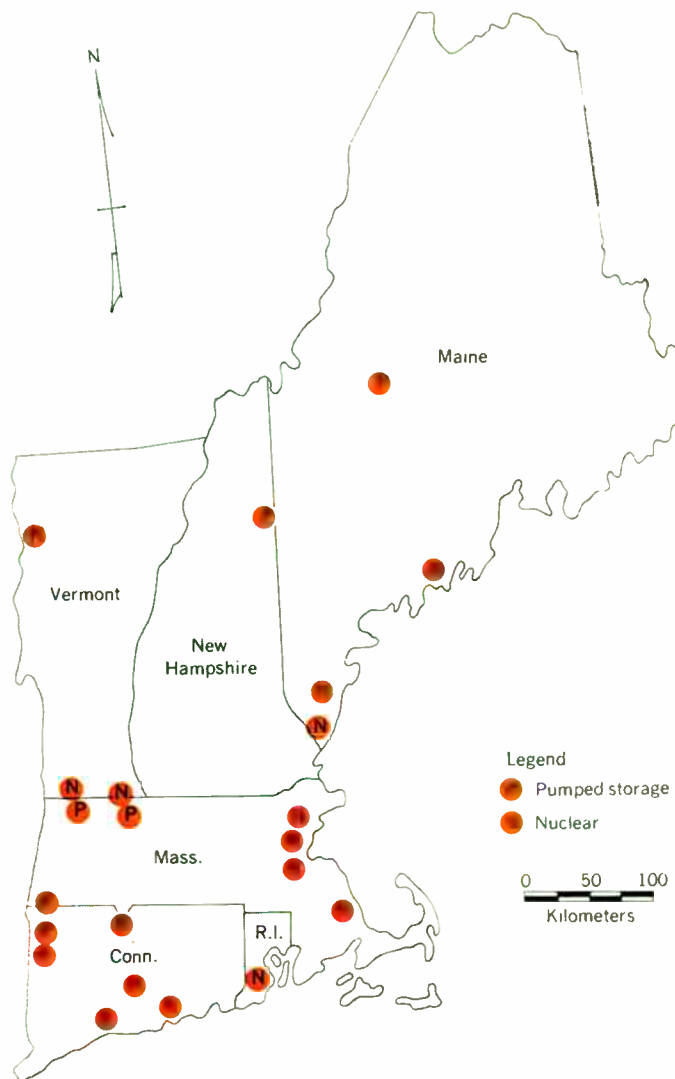 N
Maine
Vermont
New
Hampshire
N
Legend
Pumped storage
Nuclear
N
N
P
P
Mass.
0 50 100
Kilometers
R.I.
Conn.
N